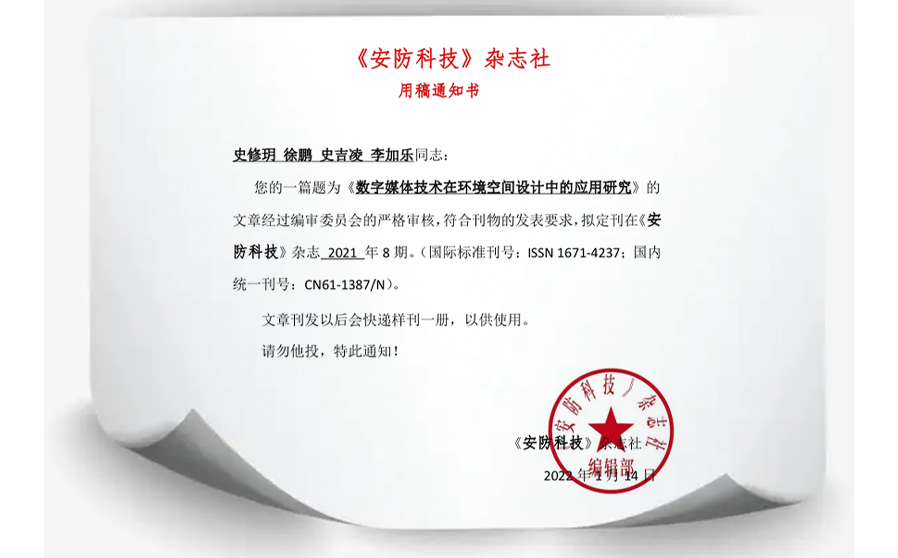 《安防科技》杂志社
用稿通知书
史修玥 徐鹏 史吉凌 李加乐同志：
您的一篇题为《数字媒体技术在环境空间设计中的应用研究》的
文章经过编审委员会的严格审核，符合刊物的发表要求，拟定刊在《安
防科技》杂志 2021 年 8 期。（国际标准刊号：ISSN 1671-4237；国内
统一刊号：CN61-1387/N）。
文章刊发以后会快递样刊一册，以供使用。
请勿他投，特此通知！
《安防科技》杂志社
编辑部
《安防科技》杂志社
2022 年 1 月 14 日